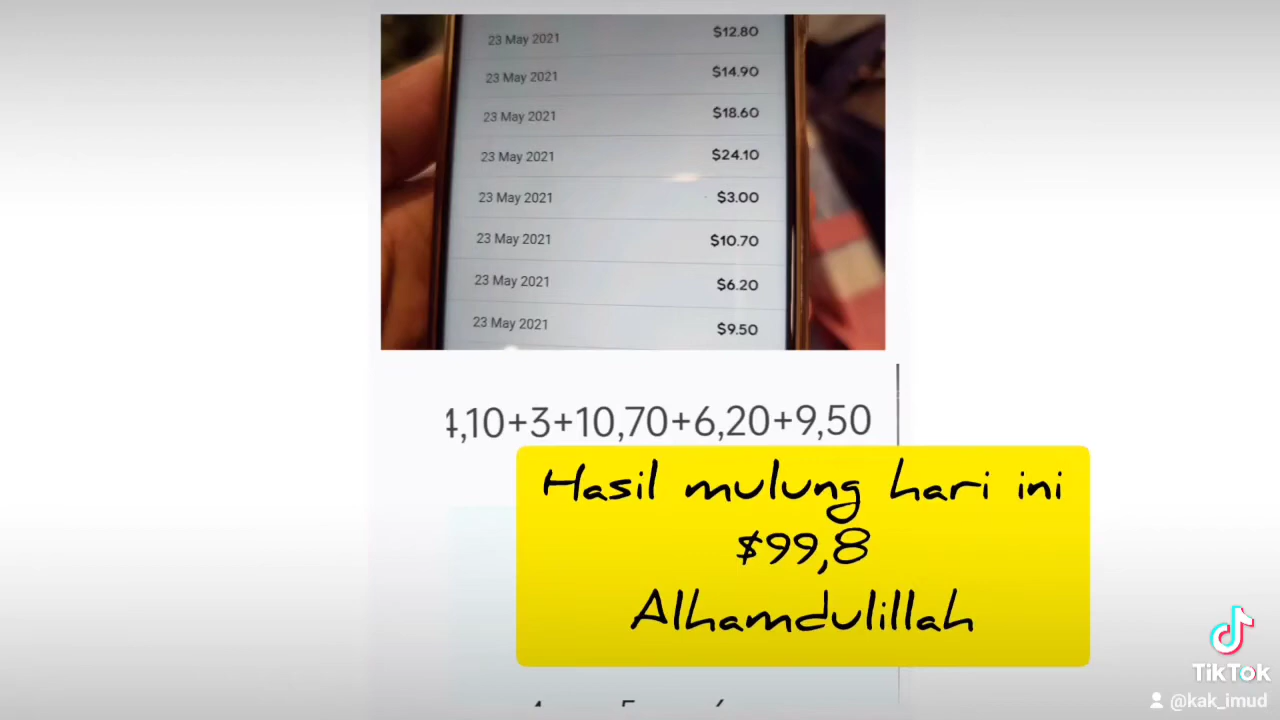 23 May 2021 $12.80
23 May 2021 $14.90
23 May 2021 $18.60
23 May 2021 $24.10
23 May 2021 $3.00
23 May 2021 $10.70
23 May 2021 $6.20
23 May 2021 $9.50
,10+3+10,70+6,20+9,50
Hasil mulung hari ini
$99,8
Alhamdulillah
TikTok
@kak_imud